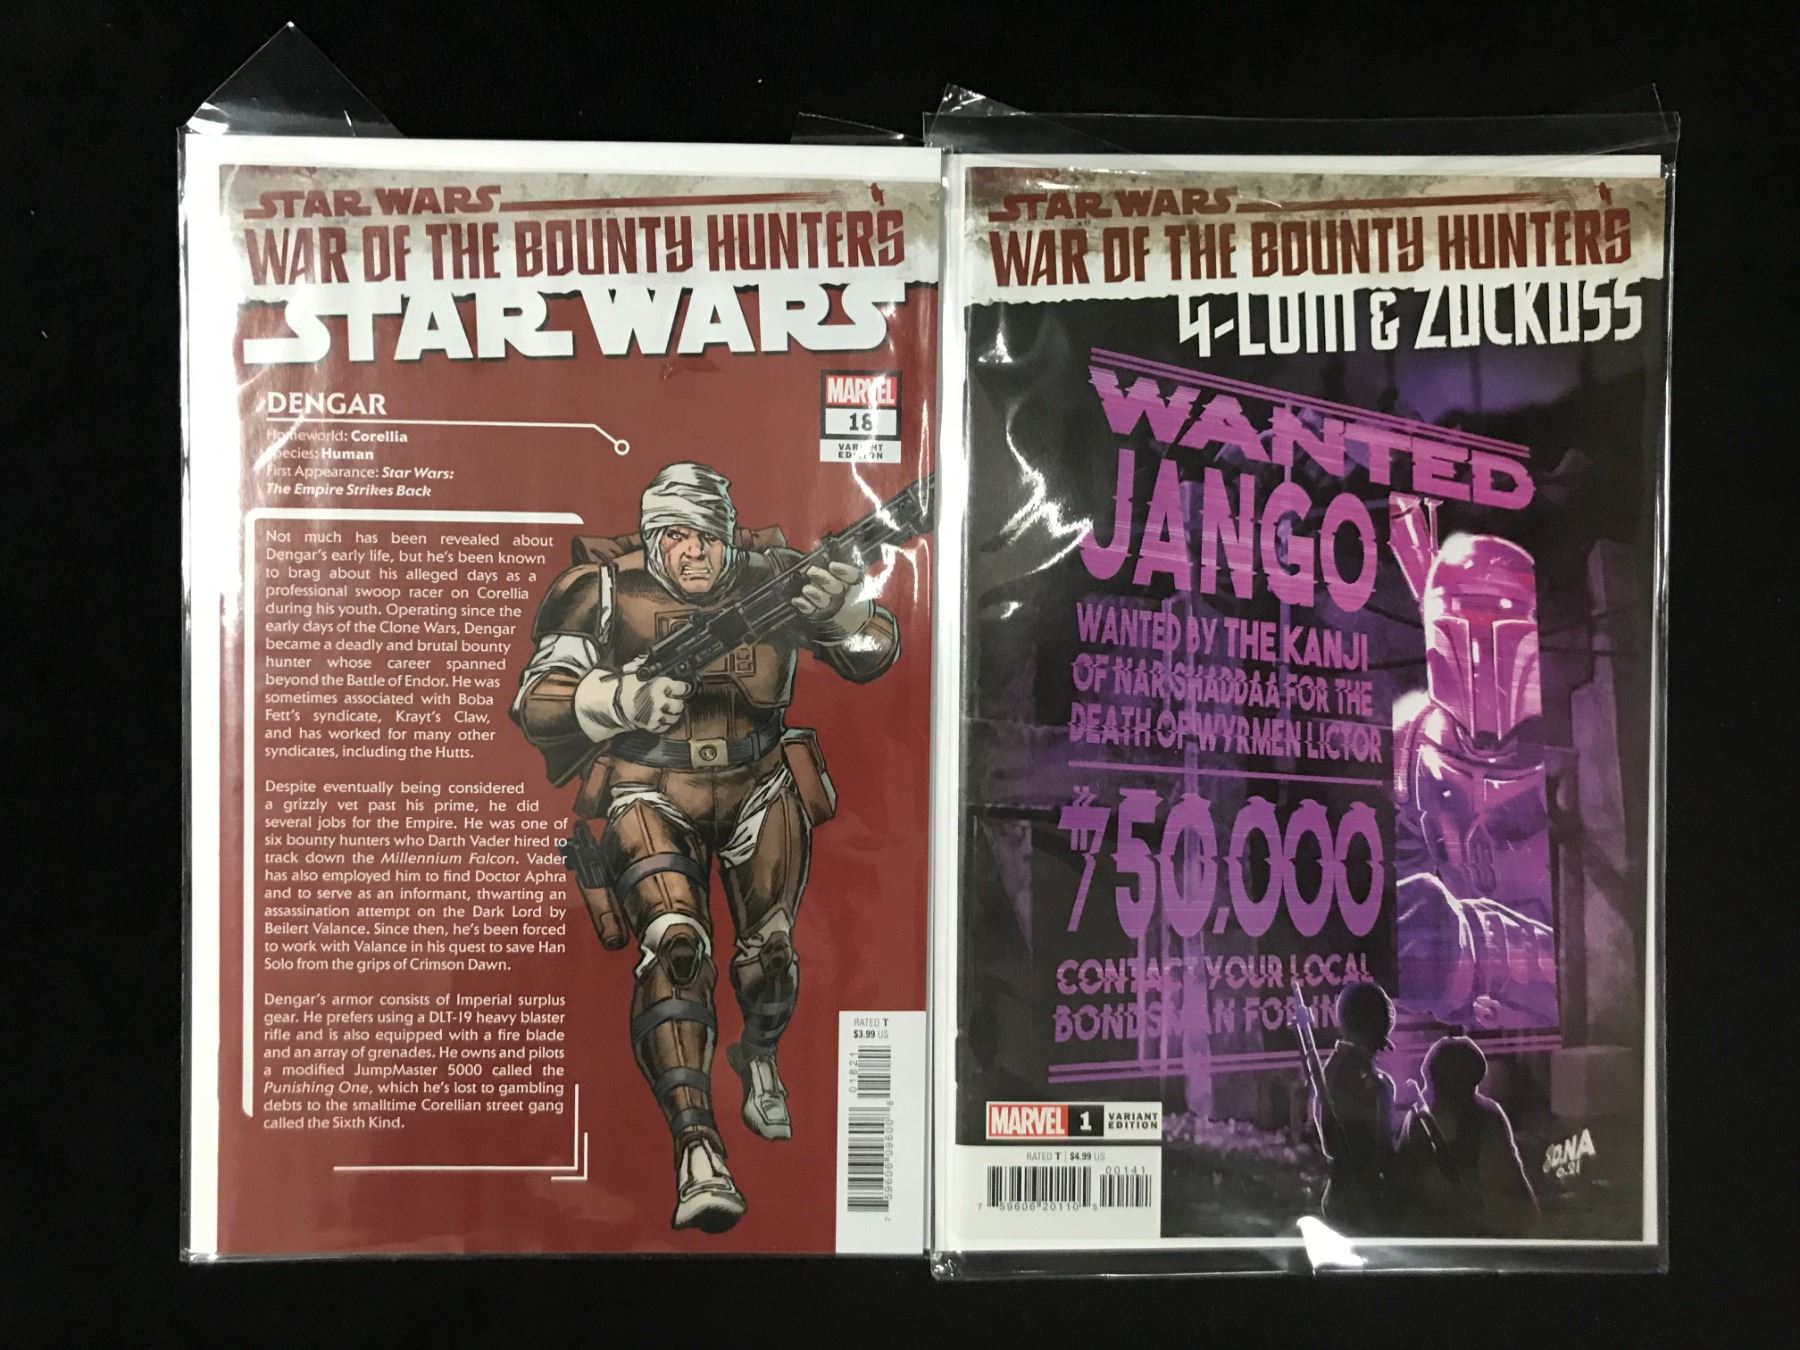 STAR WARS
WAR OF THE BOUNTY HUNTERS
STAR WARS
MARVEL
18
VARIANT
EDITION
DENGAR
Homeworld: Corellia
Species: Human
First Appearance: Star Wars:
The Empire Strikes Back
Not much has been revealed about
Dengar's early life, but he's been known
to brag about his alleged days as a
professional swoop racer on Corellia
during his youth. Operating since the
early days of the Clone Wars, Dengar
became a deadly and brutal bounty
hunter whose career spanned
beyond the Battle of Endor. He was
sometimes associated with Boba
Fett's syndicate, Krayt's Claw,
and has worked for many other
syndicates, including the Hutts.
Despite eventually being considered
a grizzly vet past his prime, he did
several jobs for the Empire. He was one of
six bounty hunters who Darth Vader hired to
track down the Millennium Falcon. Vader
has also employed him to find Doctor Aphra
and to serve as an informant, thwarting an
assassination attempt on the Dark Lord by
Beilert Valance. Since then, he's been forced
to work with Valance in his quest to save Han
Solo from the grips of Crimson Dawn.
Dengar's armor consists of Imperial surplus
gear. He prefers using a DLT-19 heavy blaster
rifle and is also equipped with a fire blade
and an array of grenades. He owns and pilots
a modified JumpMaster 5000 called the
Punishing One, which he's lost to gambling
debts to the smalltime Corellian street gang
called the Sixth Kind.
RATED T
$3.99 US
01821
7 59606 09600 8
STAR WARS
WAR OF THE BOUNTY HUNTERS
4-LOM & ZUCKUSS
WANTED
JANGO
WANTED BY THE KANJI
OF NAR SHADDAA FOR THE
DEATH OF WYRMEN LICTOR
750,000
CONTACT YOUR LOCAL
BONDSMAN FOR IN
MARVEL 1 VARIANT
EDITION
RATED T $4.99 US
00141
7 59606 20110 5